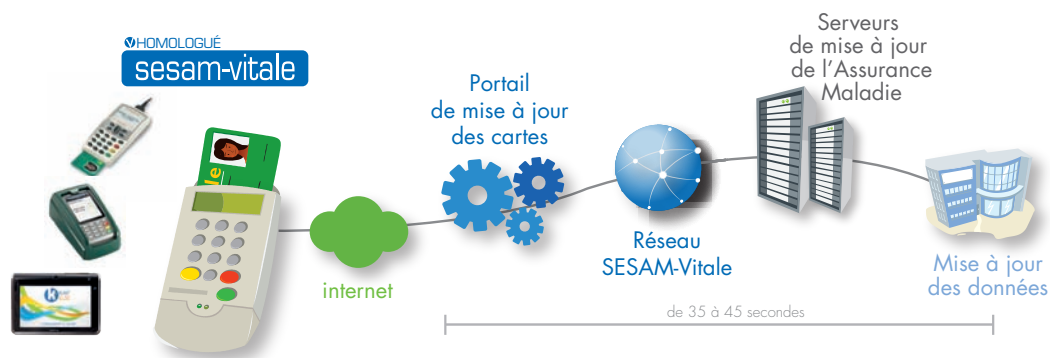 HOMOLOGUÉ
sesam-vitale
Portail
de mise à jour
des cartes
Serveurs
de mise à jour
de l'Assurance
Maladie
internet
Réseau
SESAM-Vitale
Mise à jour
des données
de 35 à 45 secondes